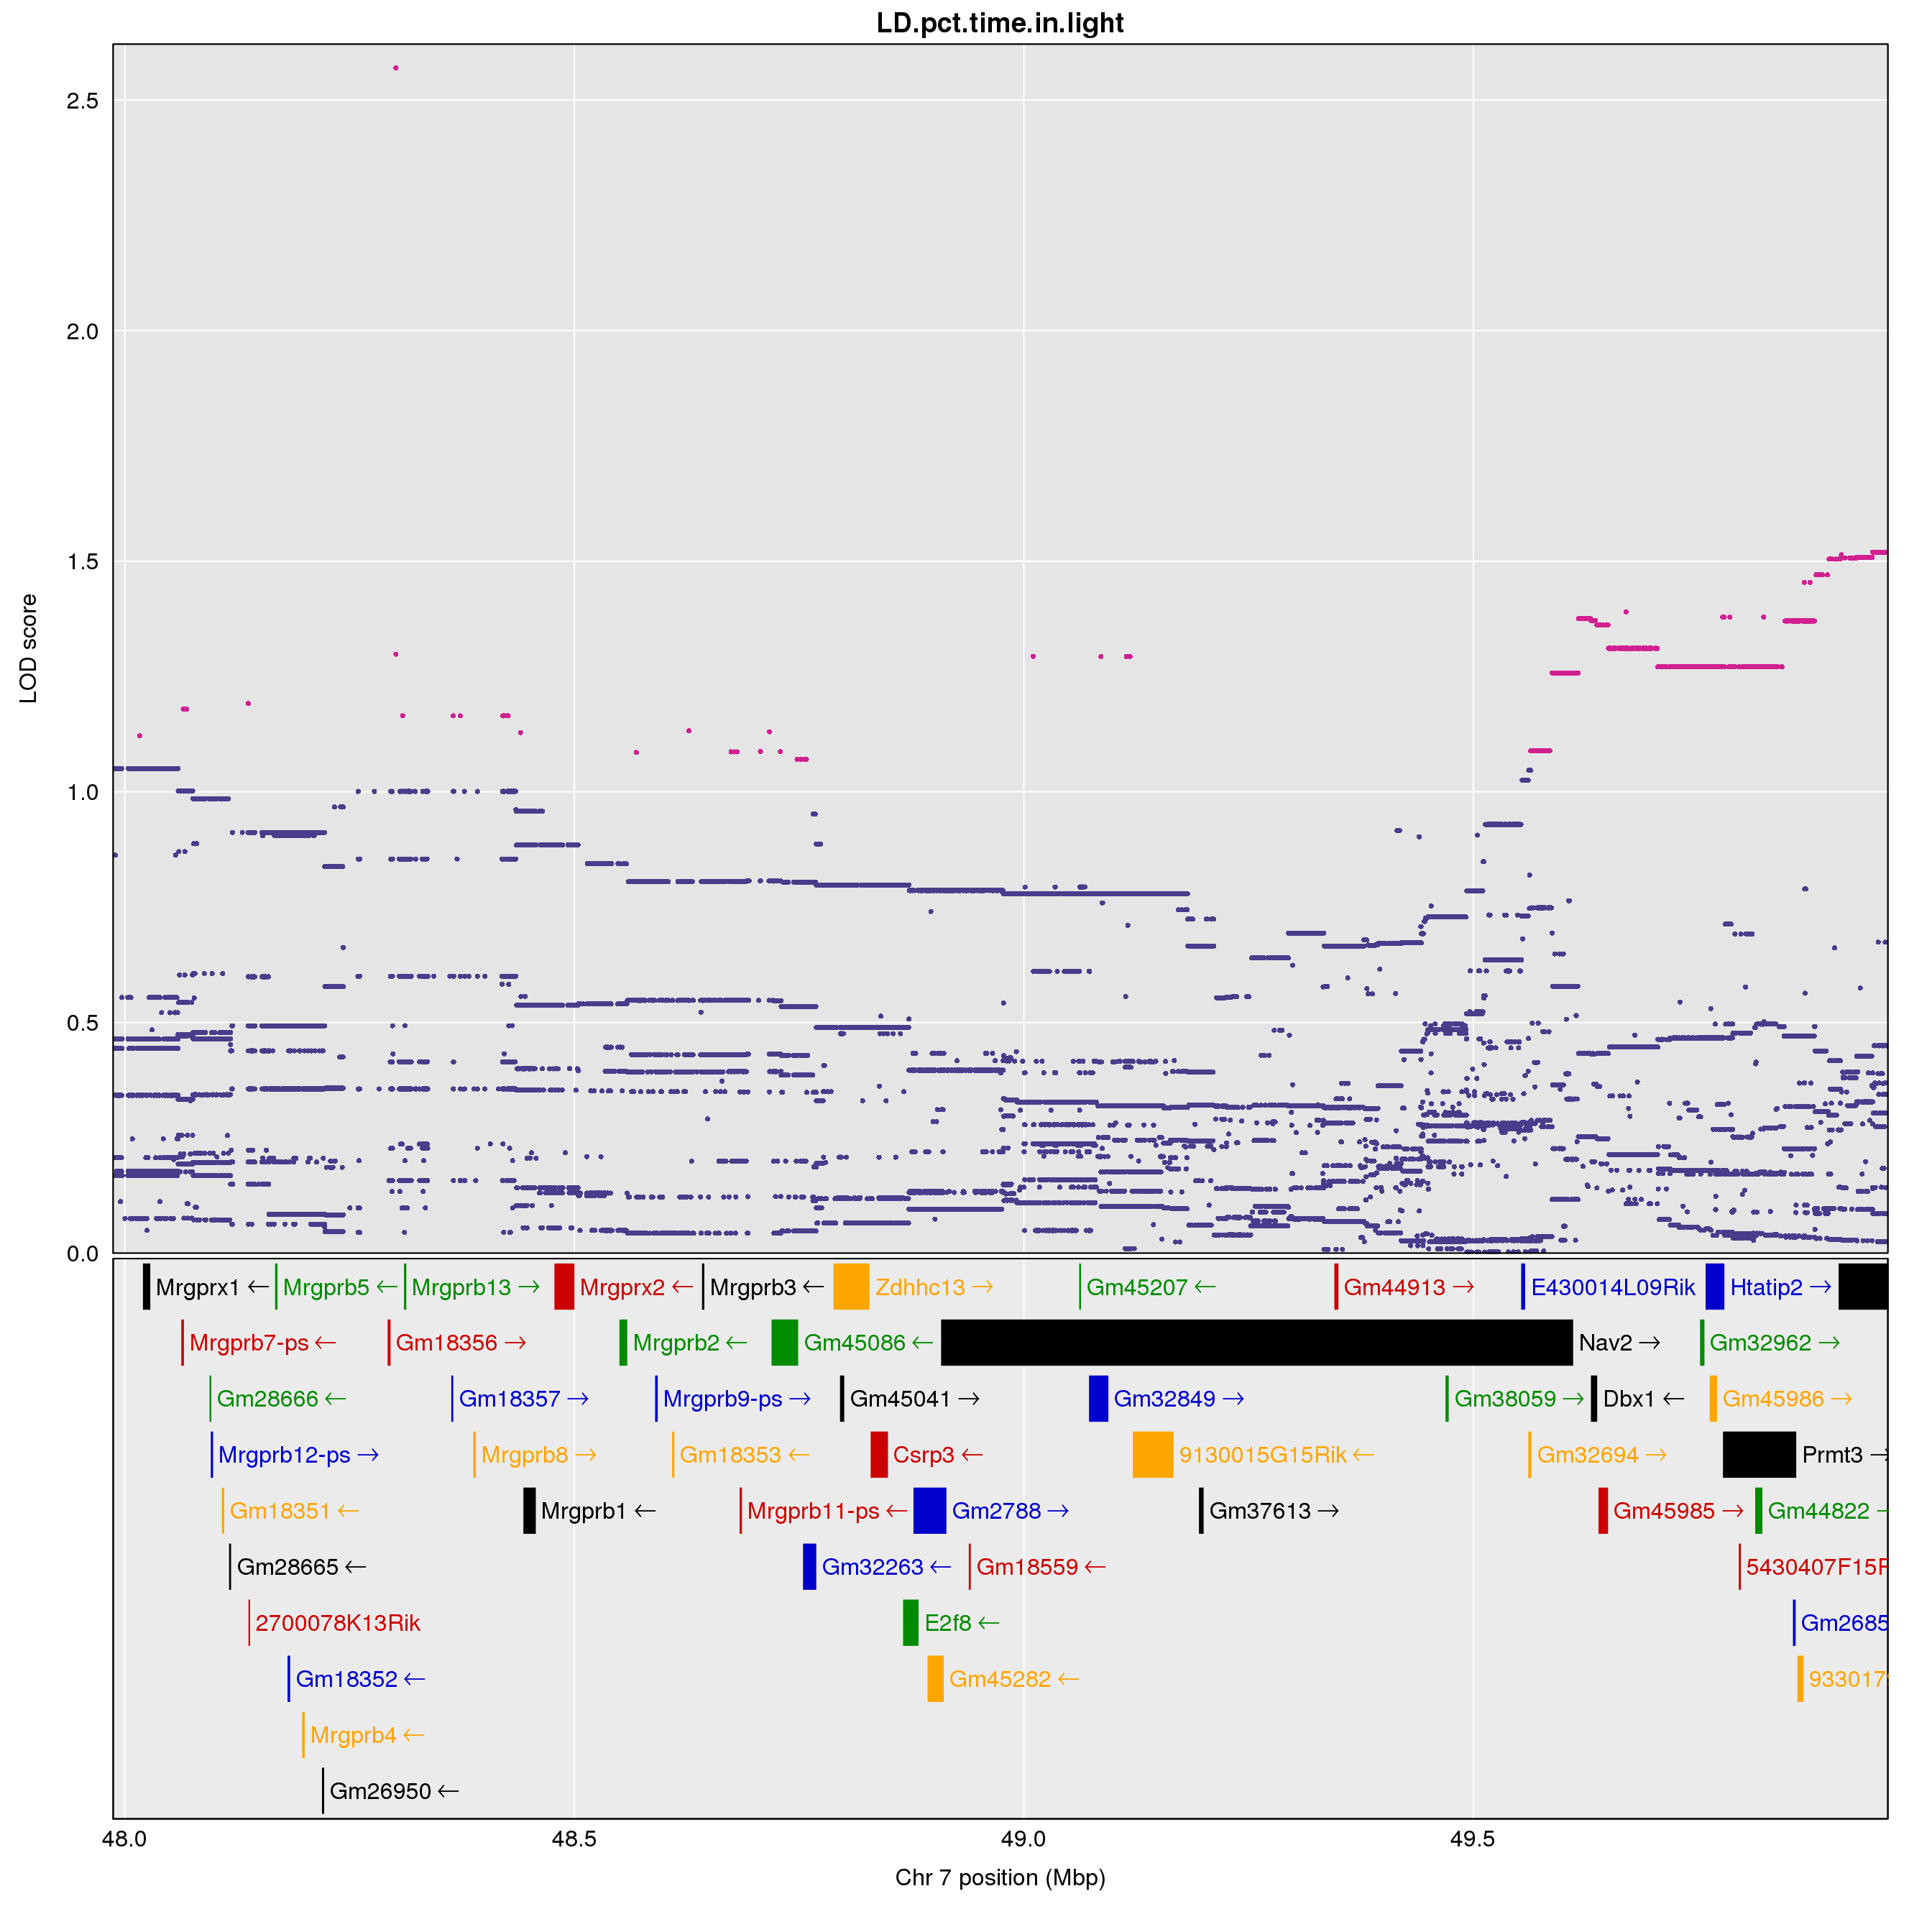 LD.pct.time.in.light
2.5
2.0
1.5
1.0
0.5
0.0
LOD score
Mrgprx1 ← Mrgprb5 ← Mrgprb13 → Mrgprx2 ← Mrgprb3 ← Zdhhc13 → Gm45207 ← Gm44913 → E430014L09Rik Htatip2 →
Mrgprb7-ps ← Gm18356 → Mrgprb2 ← Gm45086 ← Nav2 → Gm32962 →
Gm28666 ← Gm18357 → Mrgprb9-ps → Gm45041 → Gm32849 → Gm38059 → Dbx1 ← Gm45986 →
Mrgprb12-ps → Mrgprb8 → Gm18353 ← Csrp3 ← 9130015G15Rik ← Gm32694 → Prmt3 →
Gm18351 ← Mrgprb1 ← Mrgprb11-ps ← Gm2788 → Gm37613 → Gm45985 → Gm44822 →
Gm28665 ← Gm32263 ← Gm18559 ← 5430407F15R
2700078K13Rik E2f8 ← Gm2685
Gm18352 ← Gm45282 ← 933017
Mrgprb4 ←
Gm26950 ←
48.0 48.5 49.0 49.5
Chr 7 position (Mbp)